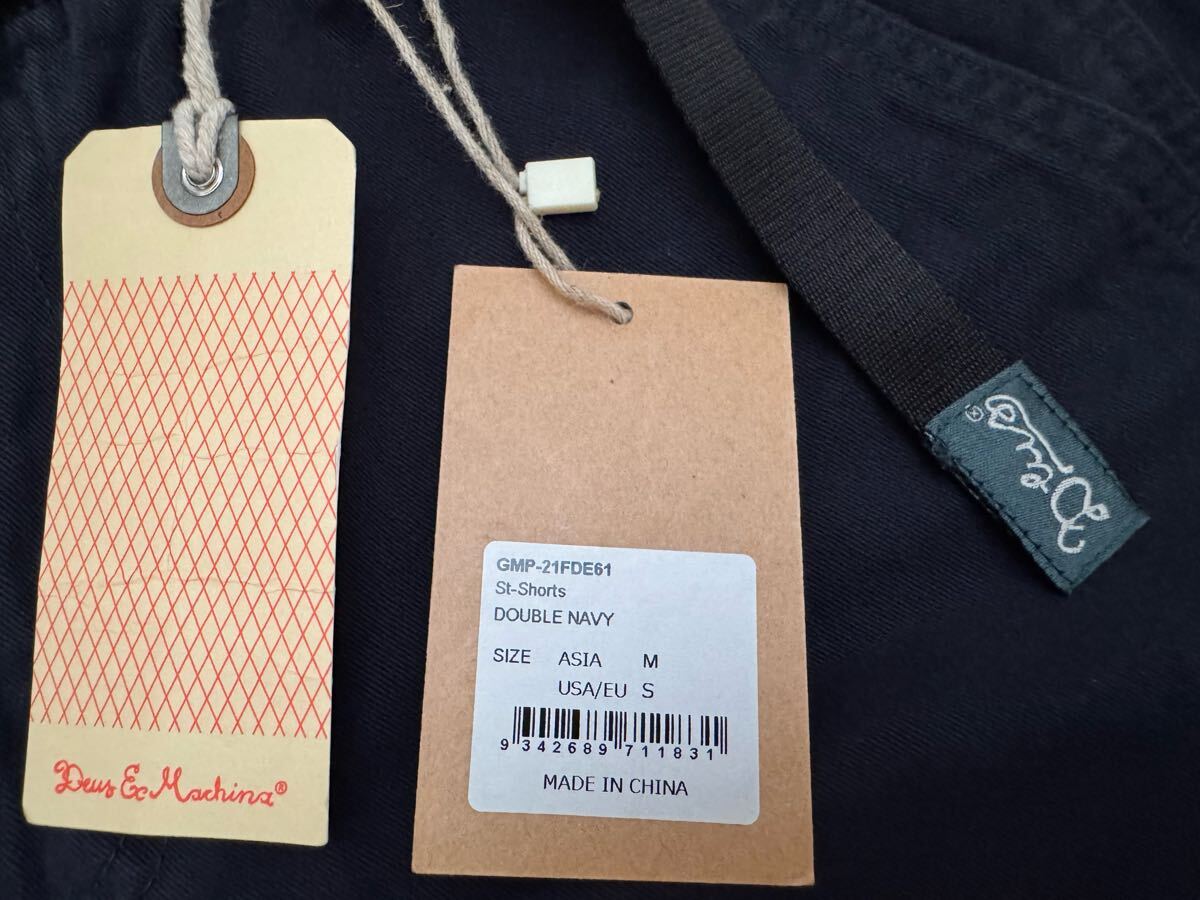 Deus Ex Machina®
GMP-21FDE61
St-Shorts
DOUBLE NAVY
SIZE ASIA M
USA/EU S
9 342689 711831
MADE IN CHINA
Deus®